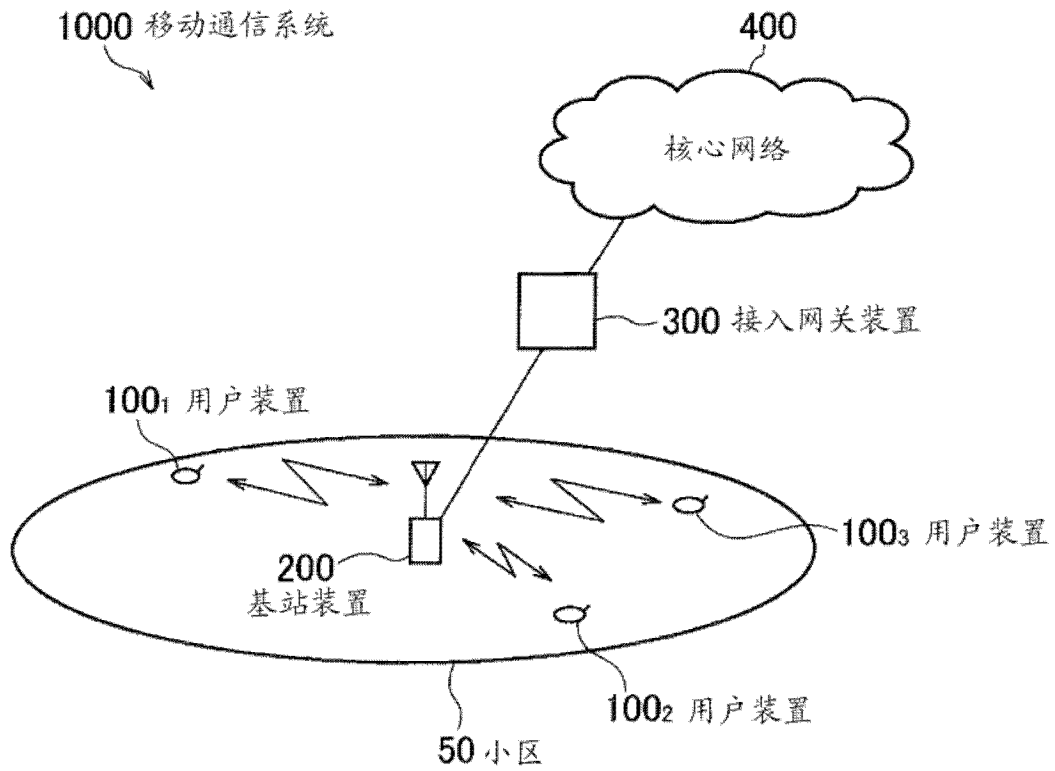 1000 移动通信系统
400
核心网络
300 接入网关装置
100₁ 用户装置
100₃ 用户装置
200
基站装置
100₂ 用户装置
50 小区